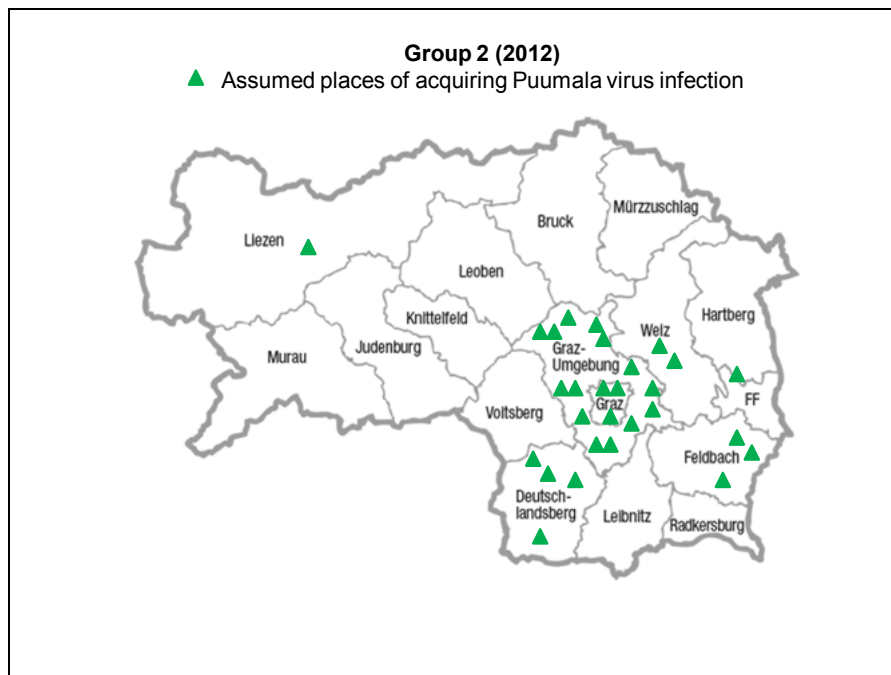 Group 2 (2012)
Assumed places of acquiring Puumala virus infection
Mürzzuschlag
Bruck
Liezen
Leoben
Hartberg
Knittelfeld
Weiz
Judenburg
Murau
Graz-
Umgebung
FF
Graz
Voitsberg
Feldbach
Deutsch-
landsberg
Leibnitz
Radkersburg